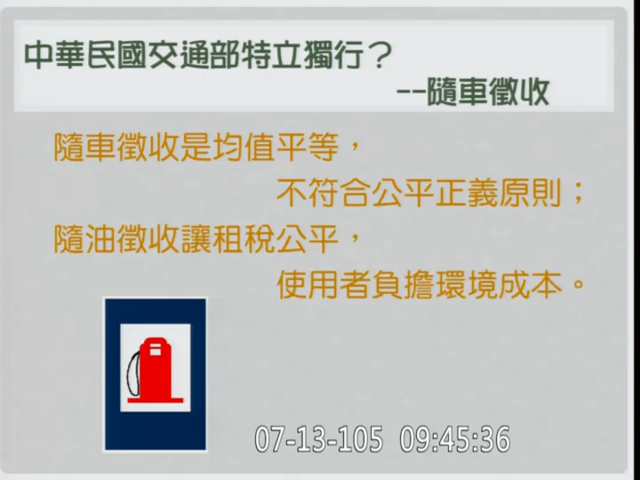 中華民國交通部特立獨行？
--隨車徵收
隨車徵收是均值平等，
不符合公平正義原則；
隨油徵收讓租稅公平，
使用者負擔環境成本。
07-13-105 09:45:36